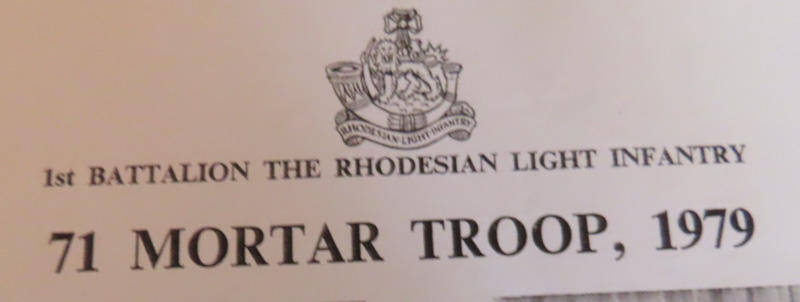 RHODESIAN·LIGHT·INFANTRY
1st BATTALION THE RHODESIAN LIGHT INFANTRY
71 MORTAR TROOP, 1979